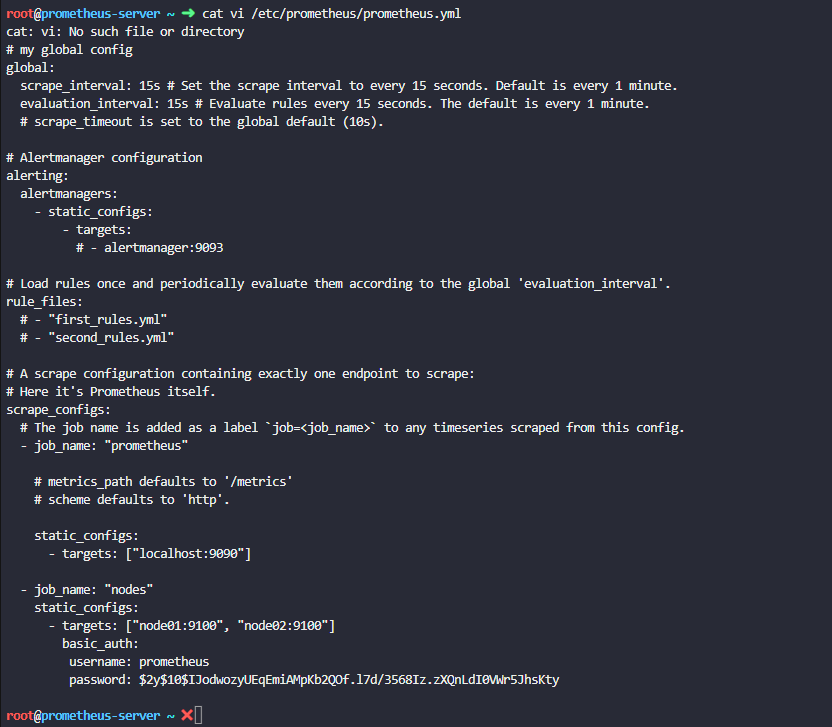 root@prometheus-server ~ ➜ cat vi /etc/prometheus/prometheus.yml
cat: vi: No such file or directory
# my global config
global:
  scrape_interval: 15s # Set the scrape interval to every 15 seconds. Default is every 1 minute.
  evaluation_interval: 15s # Evaluate rules every 15 seconds. The default is every 1 minute.
  # scrape_timeout is set to the global default (10s).

# Alertmanager configuration
alerting:
  alertmanagers:
    - static_configs:
        - targets:
          # - alertmanager:9093

# Load rules once and periodically evaluate them according to the global 'evaluation_interval'.
rule_files:
  # - "first_rules.yml"
  # - "second_rules.yml"

# A scrape configuration containing exactly one endpoint to scrape:
# Here it's Prometheus itself.
scrape_configs:
  # The job name is added as a label `job=<job_name>` to any timeseries scraped from this config.
  - job_name: "prometheus"

    # metrics_path defaults to '/metrics'
    # scheme defaults to 'http'.

    static_configs:
      - targets: ["localhost:9090"]

  - job_name: "nodes"
    static_configs:
      - targets: ["node01:9100", "node02:9100"]
        basic_auth:
         username: prometheus
         password: $2y$10$IJodwozyUEqEmiAMpKb2QOf.l7d/3568Iz.zXQnLdI0VWr5JhsKty

root@prometheus-server ~ ✖